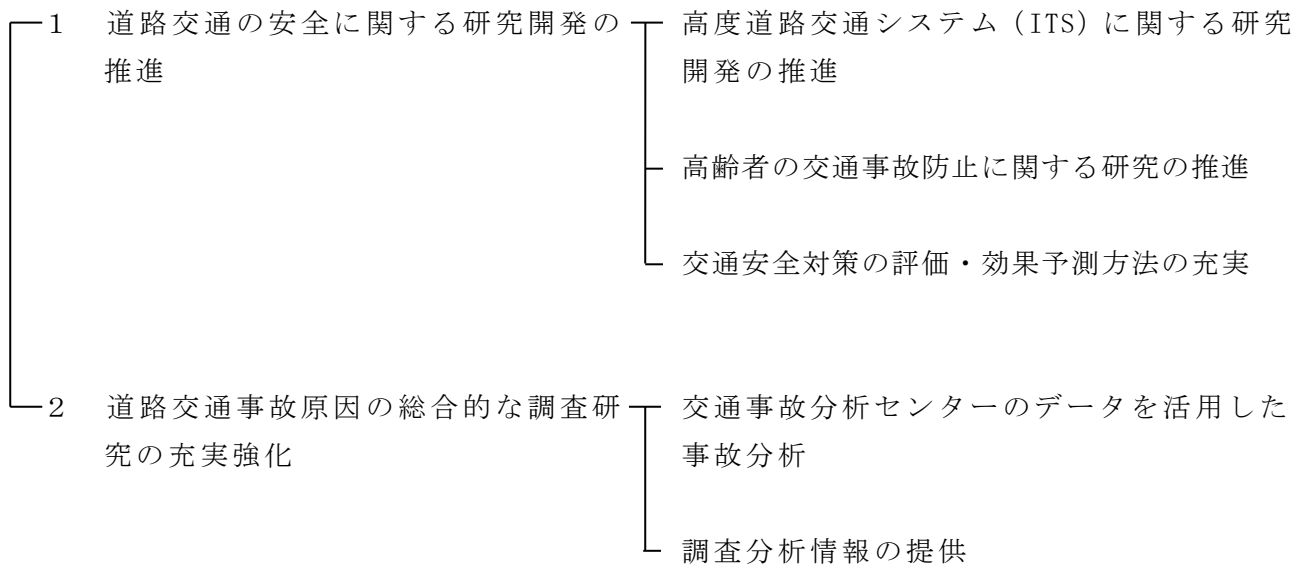 1 道路交通の安全に関する研究開発の
推進
高度道路交通システム（ITS）に関する研究
開発の推進
高齢者の交通事故防止に関する研究の推進
交通安全対策の評価・効果予測方法の充実
2 道路交通事故原因の総合的な調査研
究の充実強化
交通事故分析センターのデータを活用した
事故分析
調査分析情報の提供